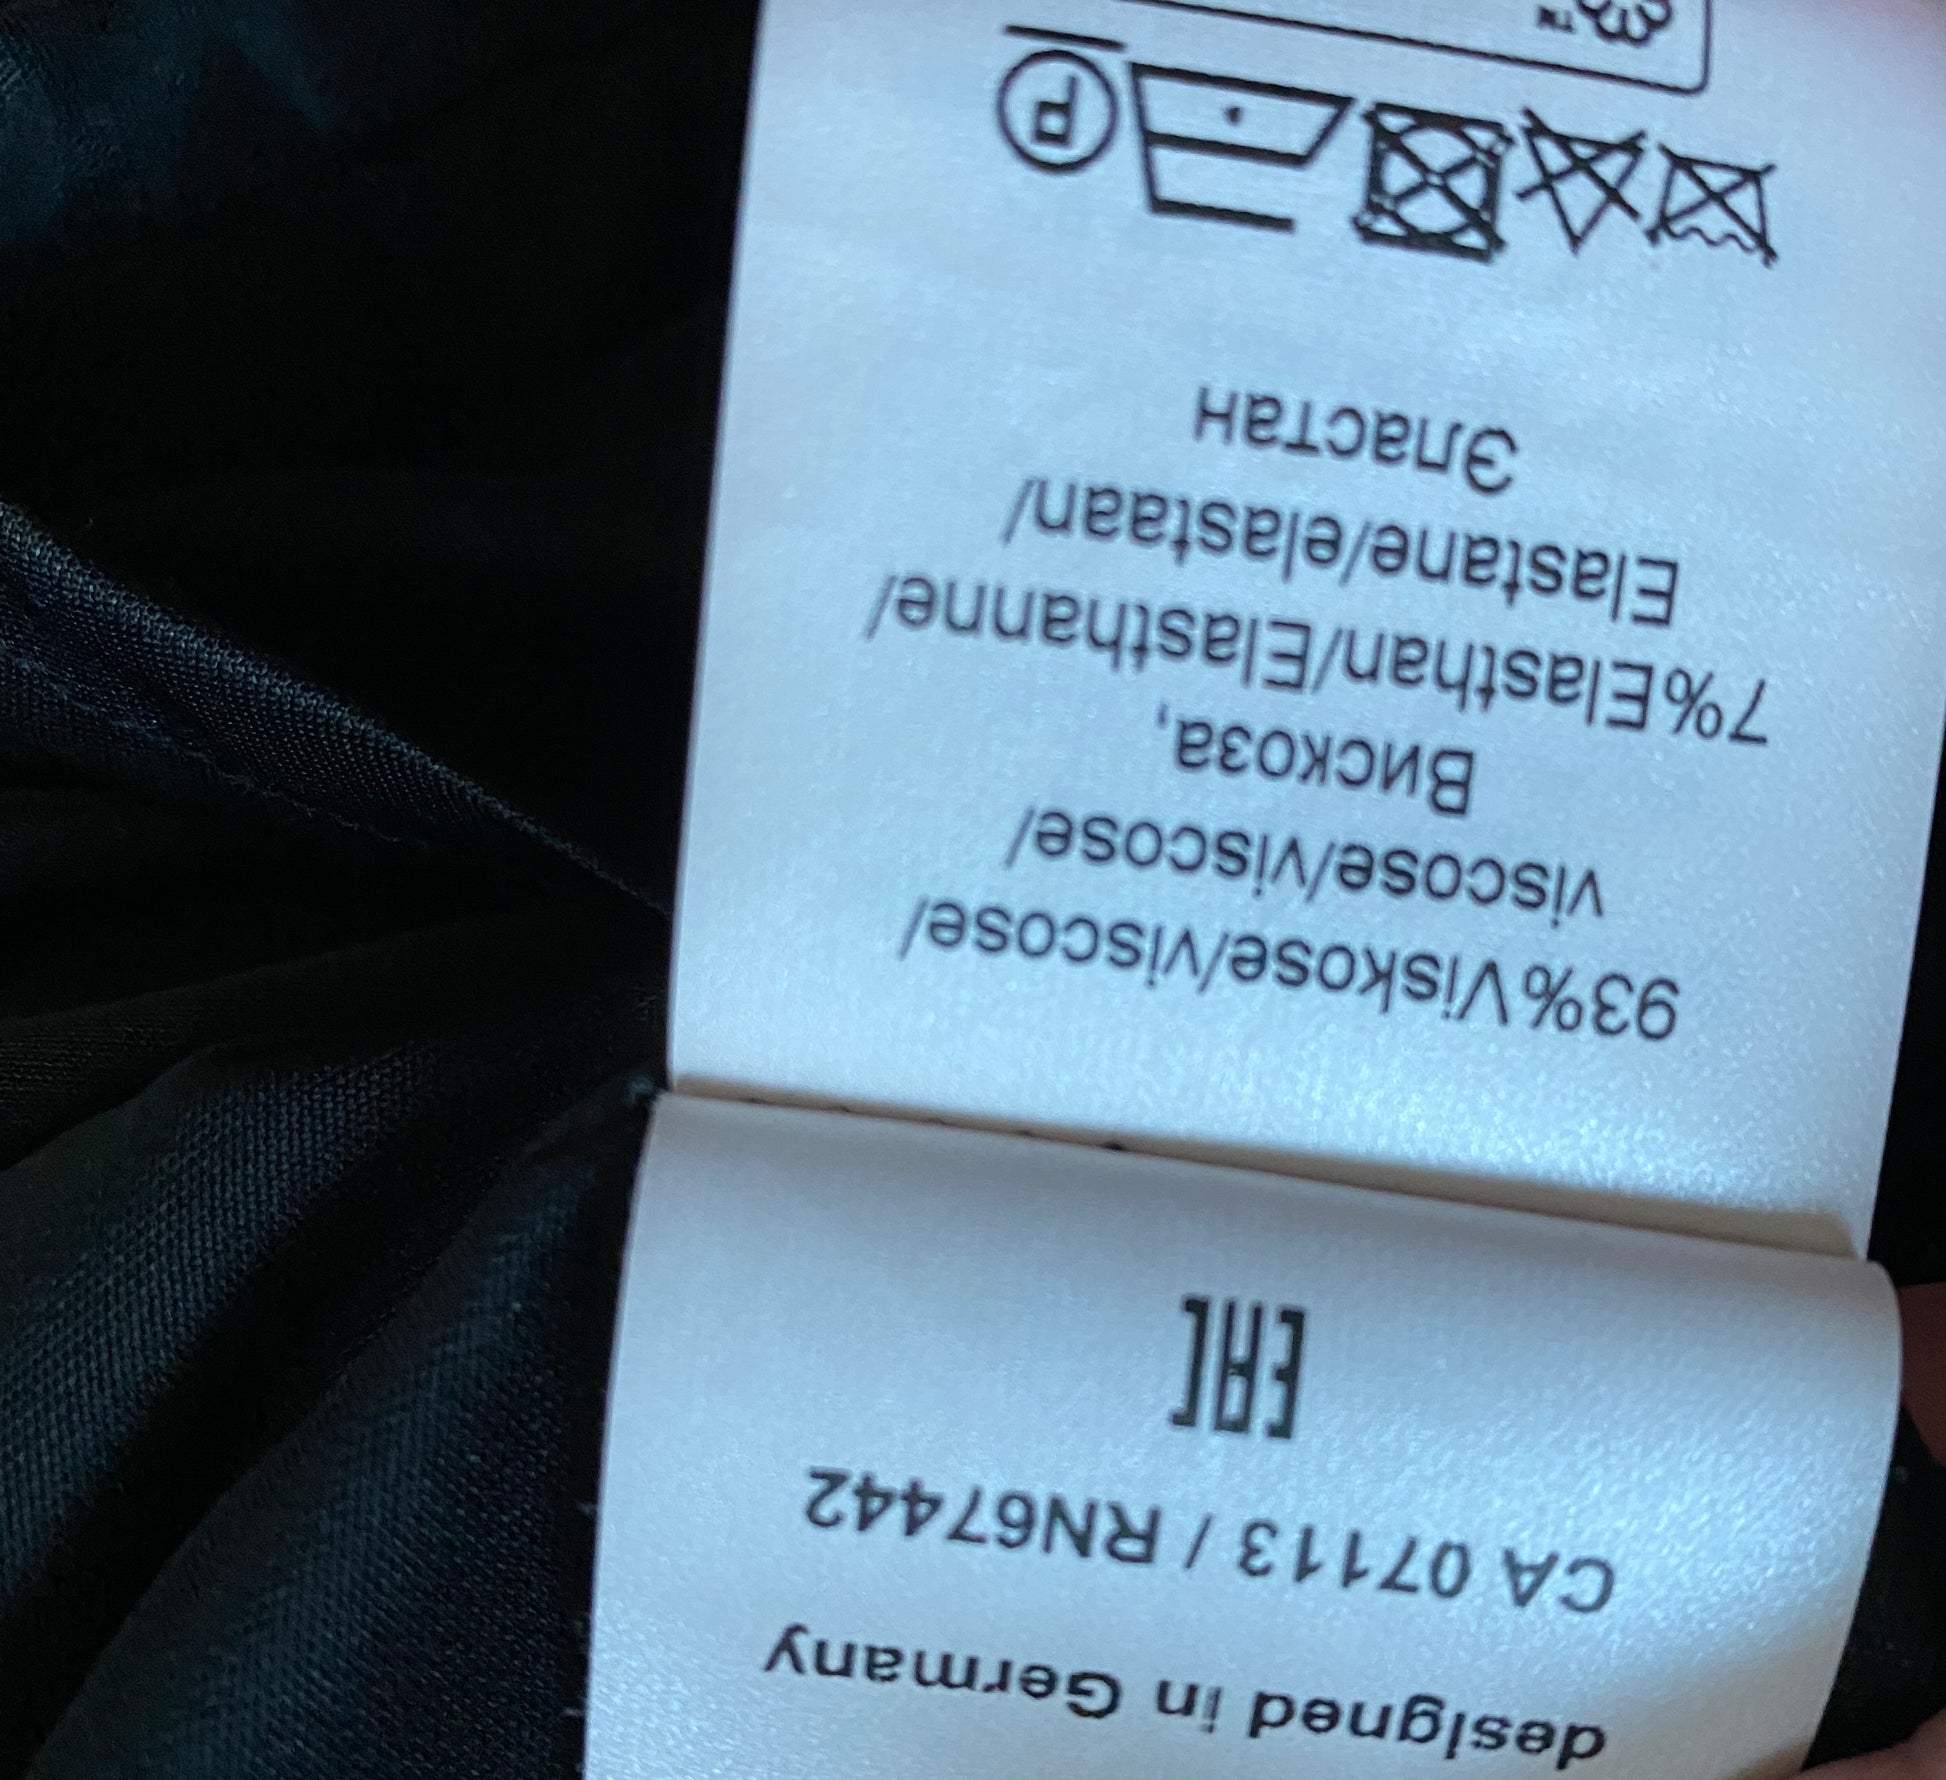 designed in Germany
CA 07113 / RN67442
EAC
93%Viskose/viscose/
viscose/viscose/
Вискоза,
7%Elasthan/Elasthanne/
Elastane/elastaan/
Эластан
P
™